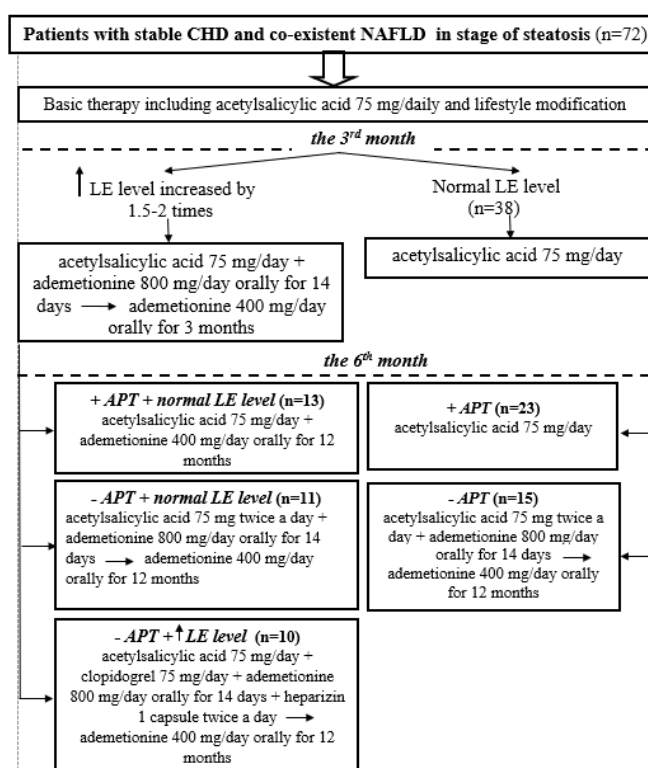 Patients with stable CHD and co-existent NAFLD in stage of steatosis (n=72)
Basic therapy including acetylsalicylic acid 75 mg/daily and lifestyle modification
the 3rd month
↑ LE level increased by
1.5-2 times
Normal LE level
(n=38)
acetylsalicylic acid 75 mg/day +
ademetionine 800 mg/day orally for 14
days → ademetionine 400 mg/day
orally for 3 months
acetylsalicylic acid 75 mg/day
the 6th month
+ APT + normal LE level (n=13)
acetylsalicylic acid 75 mg/day +
ademetionine 400 mg/day orally for 12
months
+ APT (n=23)
acetylsalicylic acid 75 mg/day
- APT + normal LE level (n=11)
acetylsalicylic acid 75 mg twice a day +
ademetionine 800 mg/day orally for 14
days → ademetionine 400 mg/day
orally for 12 months
- APT (n=15)
acetylsalicylic acid 75 mg twice a
day + ademetionine 800 mg/day
orally for 14 days →
ademetionine 400 mg/day orally
for 12 months
- APT +↑ LE level (n=10)
acetylsalicylic acid 75 mg/day +
clopidogrel 75 mg/day + ademetionine
800 mg/day orally for 14 days + heparizin
1 capsule twice a day →
ademetionine 400 mg/day orally for 12
months